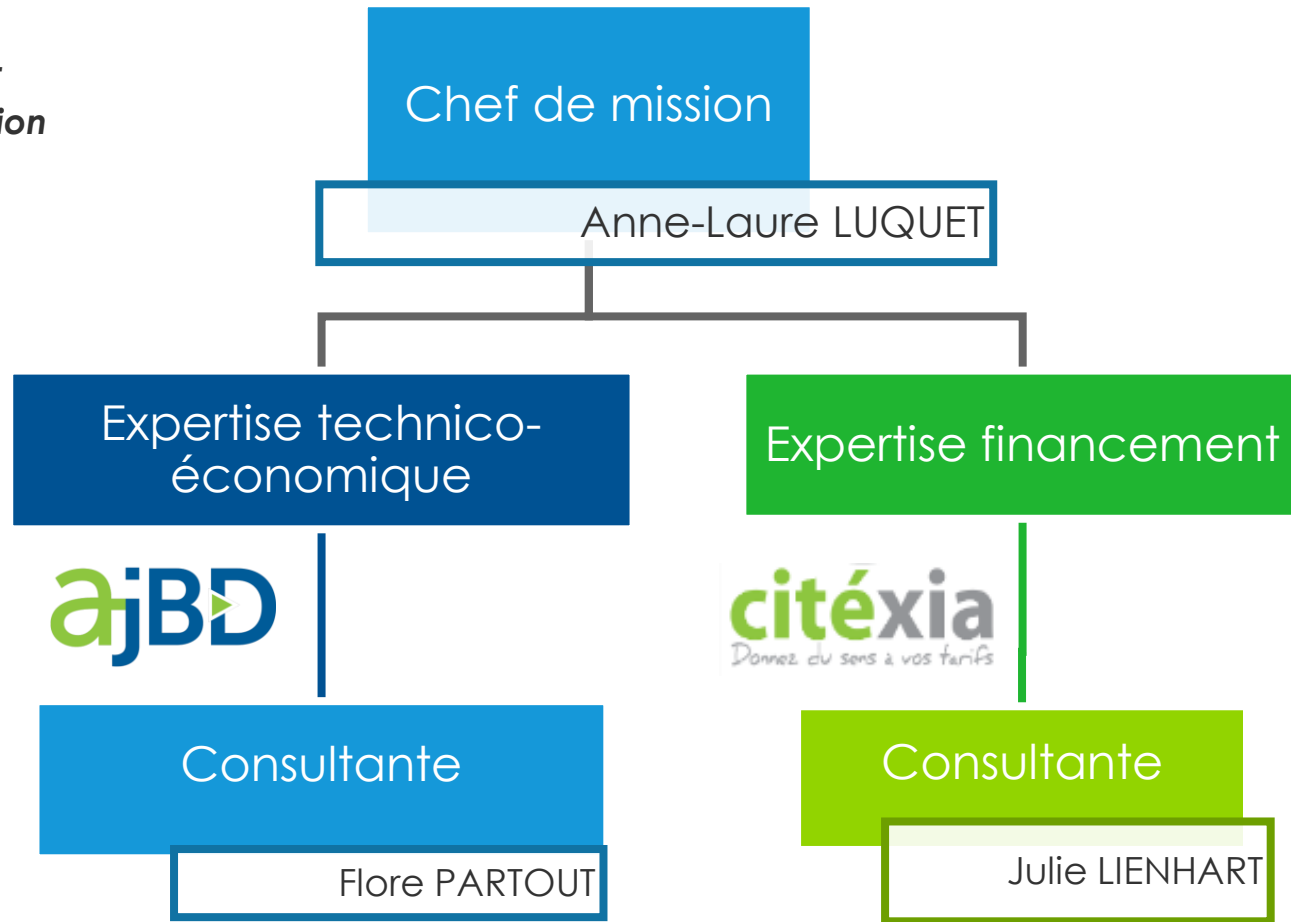 ion
Chef de mission
Anne-Laure LUQUET
Expertise technico-
économique
Expertise financement
ajBD
citéxia
Donnez du sens à vos tarifs
Consultante
Consultante
Flore PARTOUT
Julie LIENHART